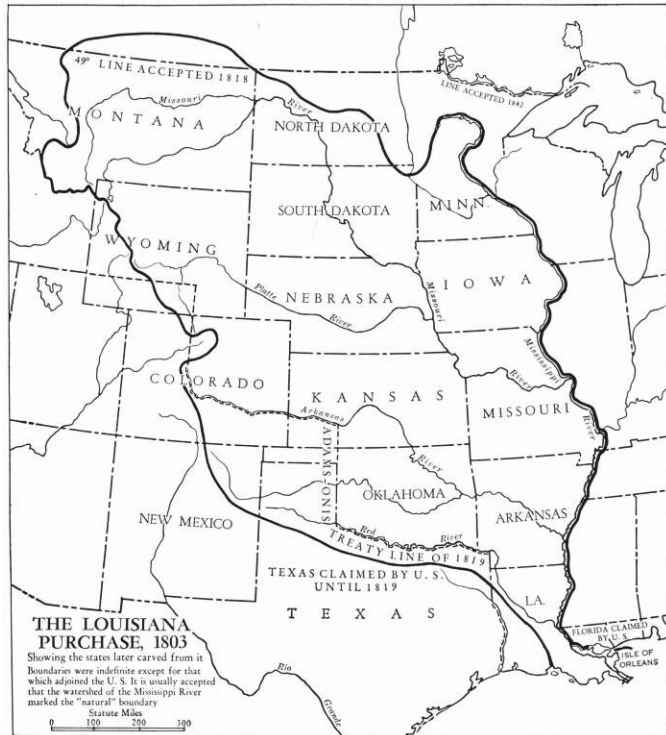 49° LINE ACCEPTED 1818
LINE ACCEPTED 1842
Missouri River
MONTANA
NORTH DAKOTA
SOUTH DAKOTA
MINN.
WYOMING
IOWA
NEBRASKA
Platte River
Missouri River
Mississippi River
COLORADO
KANSAS
MISSOURI
Arkansas River
ADAMS-ONIS
TREATY LINE OF 1819
OKLAHOMA
ARKANSAS
NEW MEXICO
Red River
TEXAS CLAIMED BY U. S.
UNTIL 1819
TEXAS
LA.
FLORIDA CLAIMED
BY U. S.
ISLE OF
ORLEANS
Rio Grande
THE LOUISIANA
PURCHASE, 1803
Showing the states later carved from it
Boundaries were indefinite except for that
which adjoined the U. S. It is usually accepted
that the watershed of the Mississippi River
marked the "natural" boundary
Statute Miles
0 100 200 300